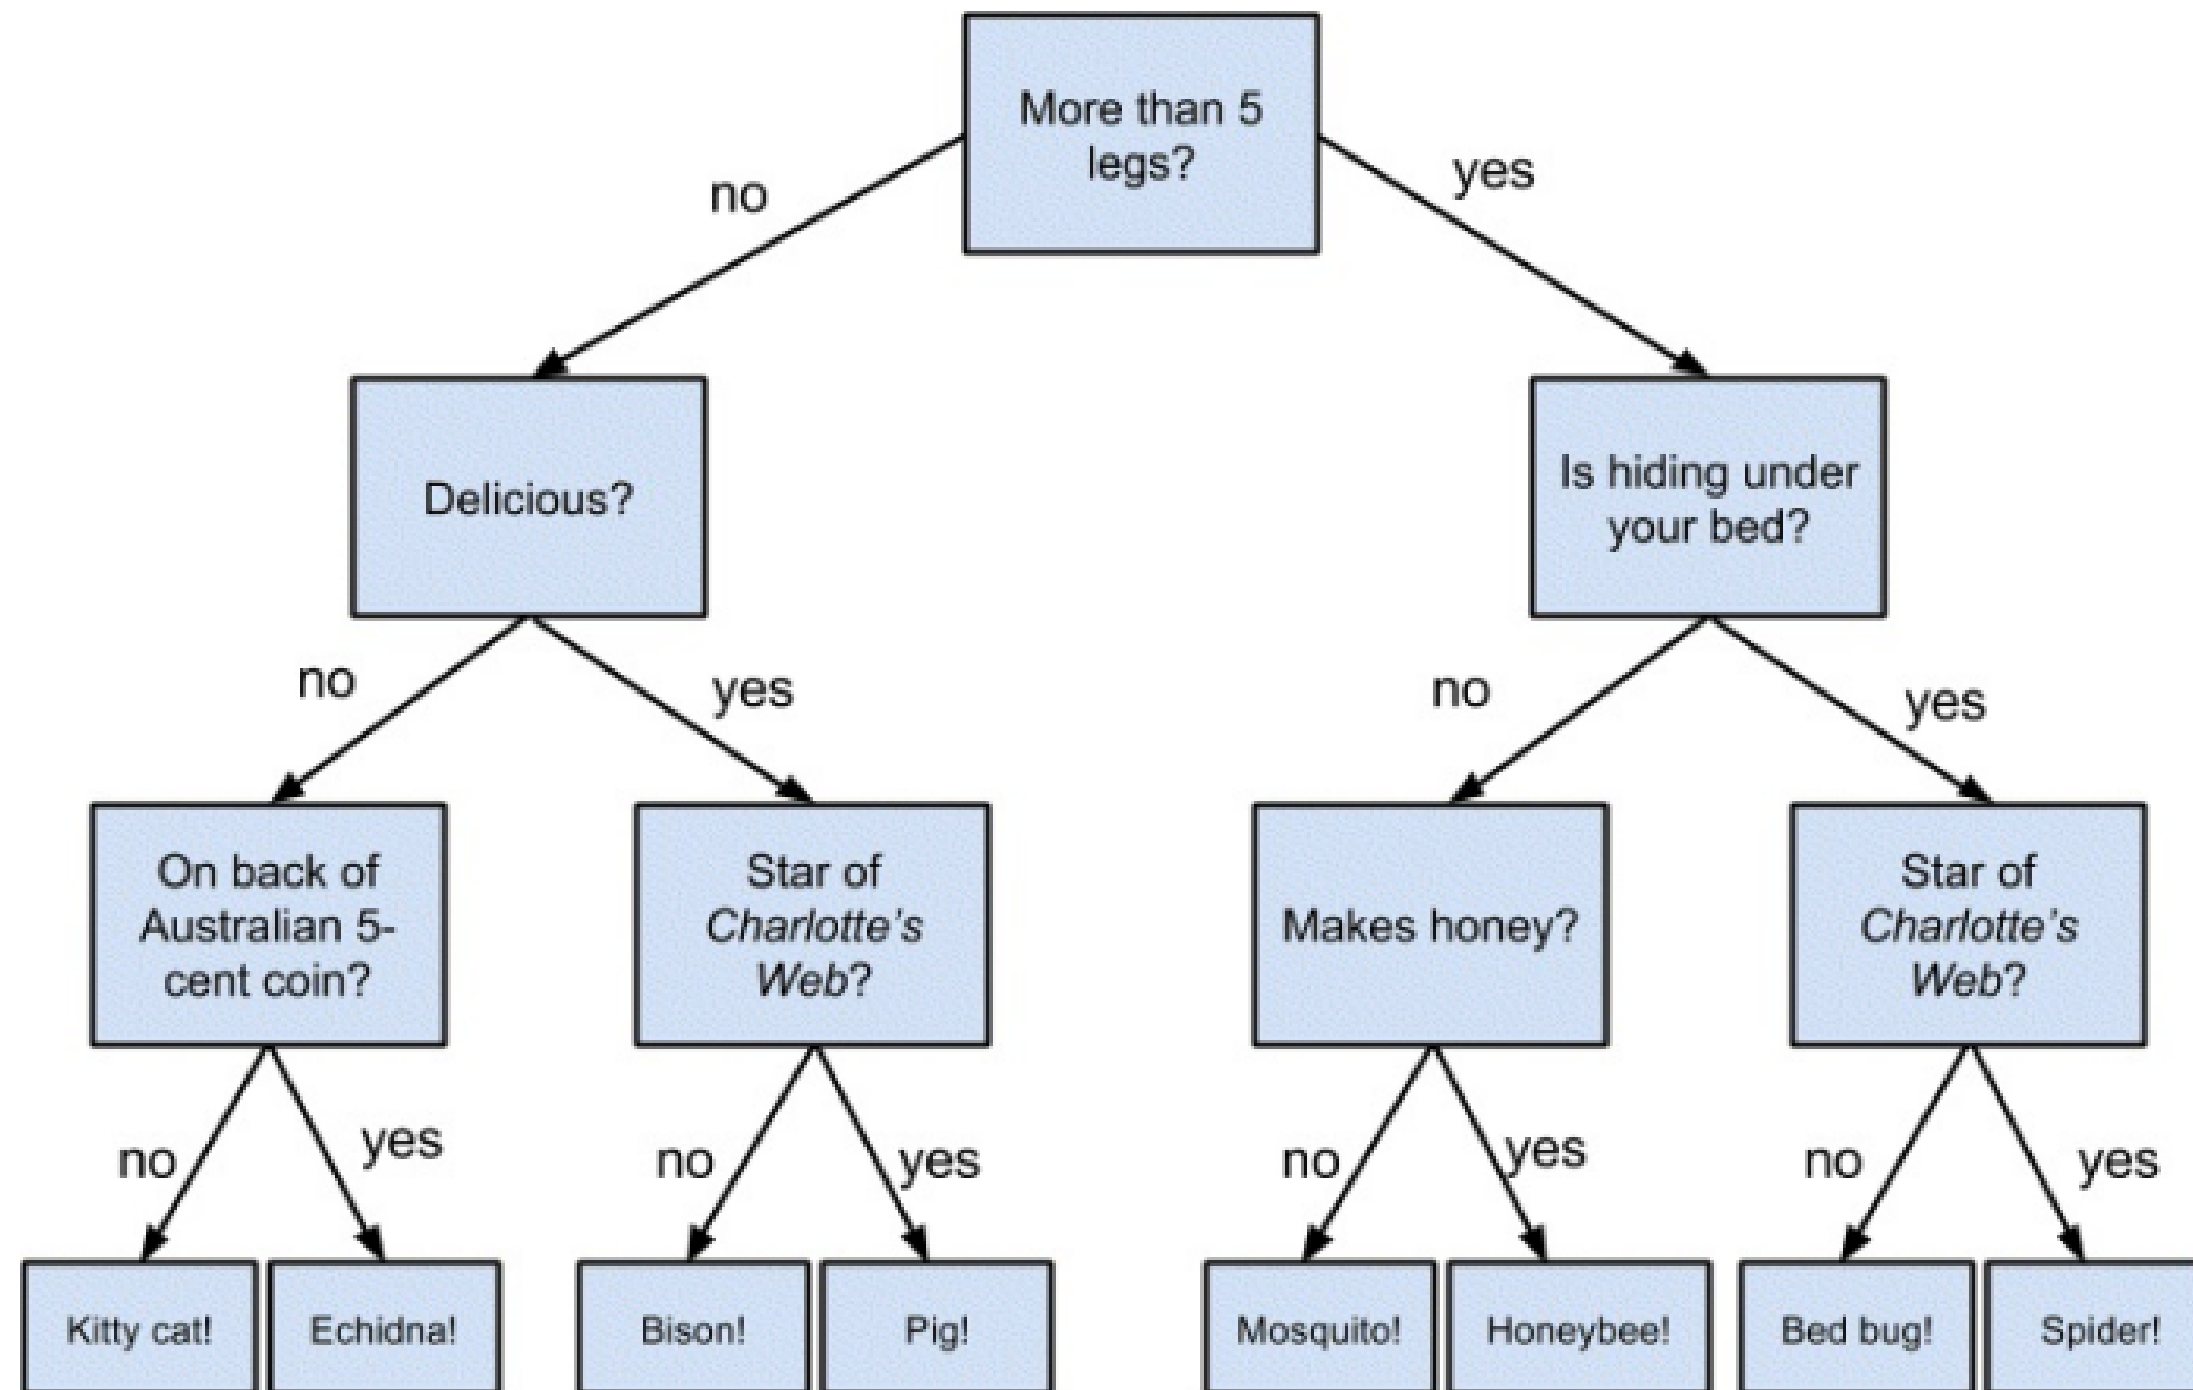 More than 5
legs?
no
yes
Delicious?
Is hiding under
your bed?
no
yes
no
yes
On back of
Australian 5-
cent coin?
Star of
Charlotte's
Web?
Makes honey?
Star of
Charlotte's
Web?
no
yes
no
yes
no
yes
no
yes
Kitty cat!
Echidna!
Bison!
Pig!
Mosquito!
Honeybee!
Bed bug!
Spider!